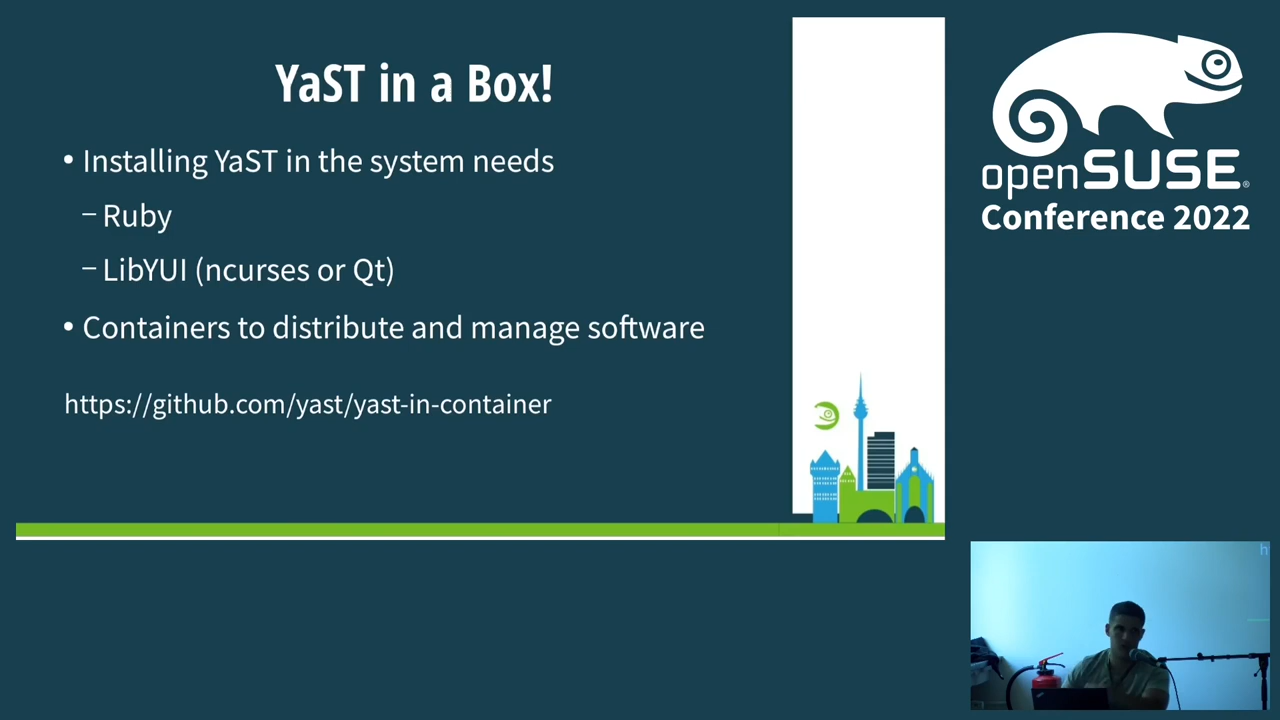 YaST in a Box!
• Installing YaST in the system needs
– Ruby
– LibYUI (ncurses or Qt)
• Containers to distribute and manage software
https://github.com/yast/yast-in-container
openSUSE®
Conference 2022
h